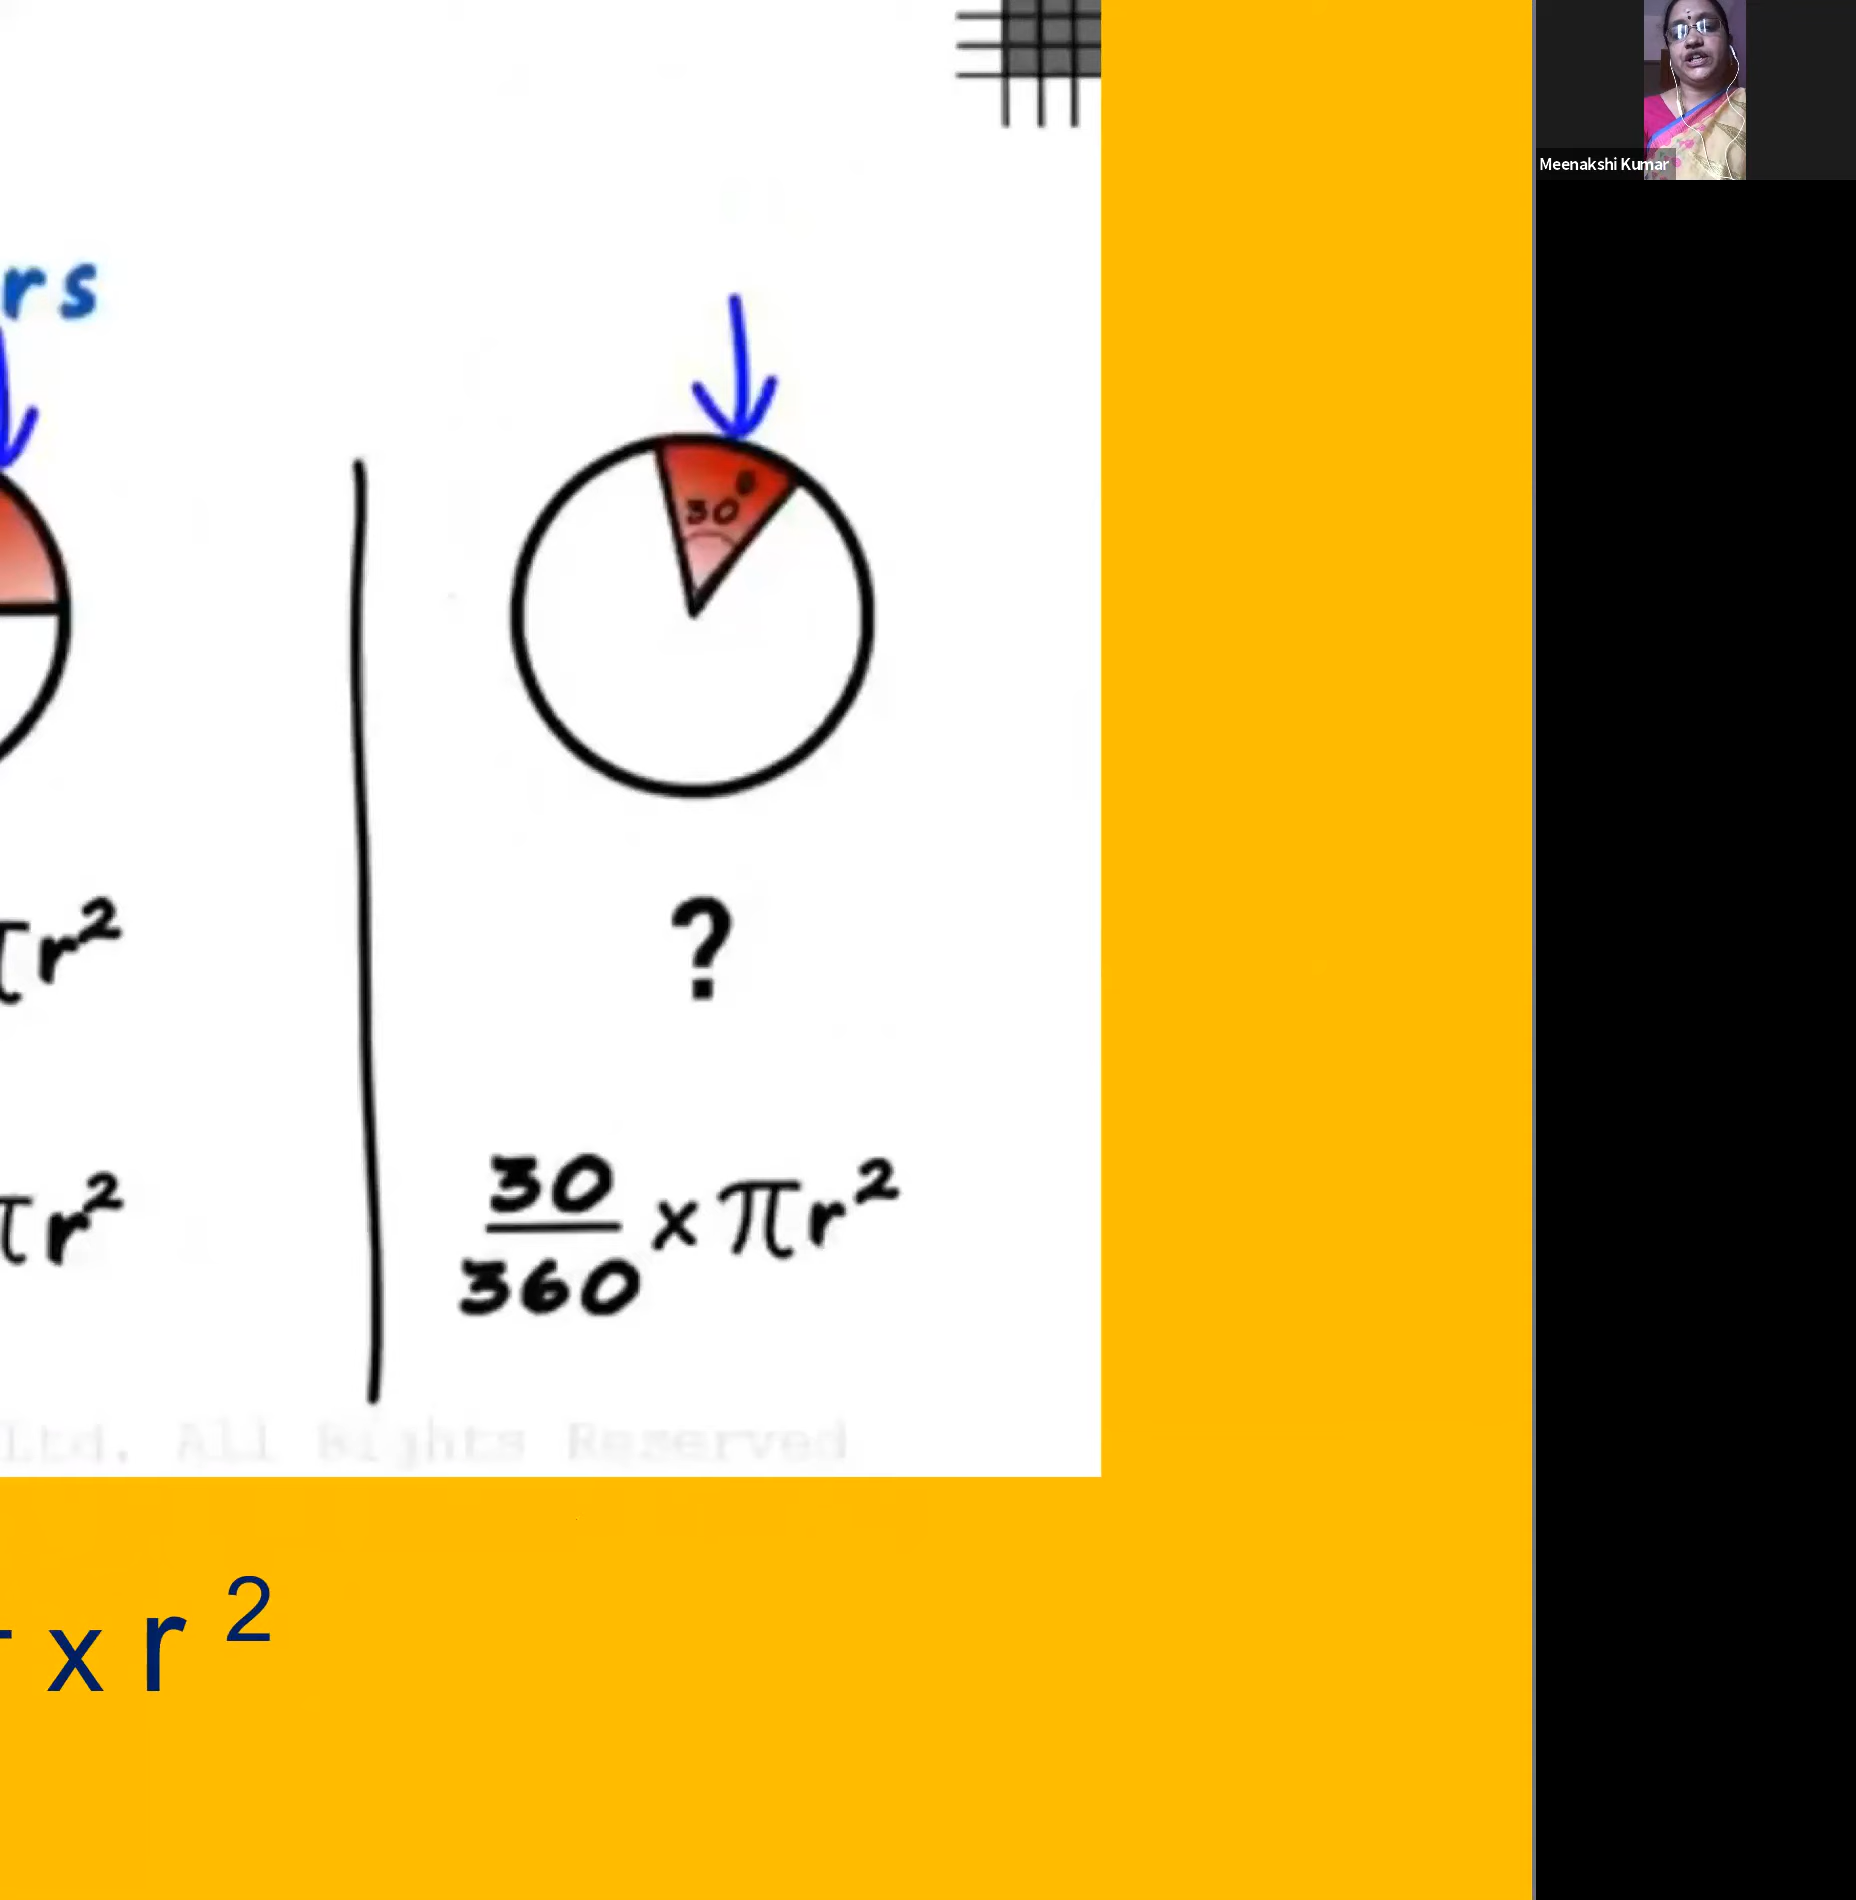 Meenakshi Kumar
rs
30°
πr²
?
πr²
30
360
x πr²
Ltd. All Rights Reserved
x r 2